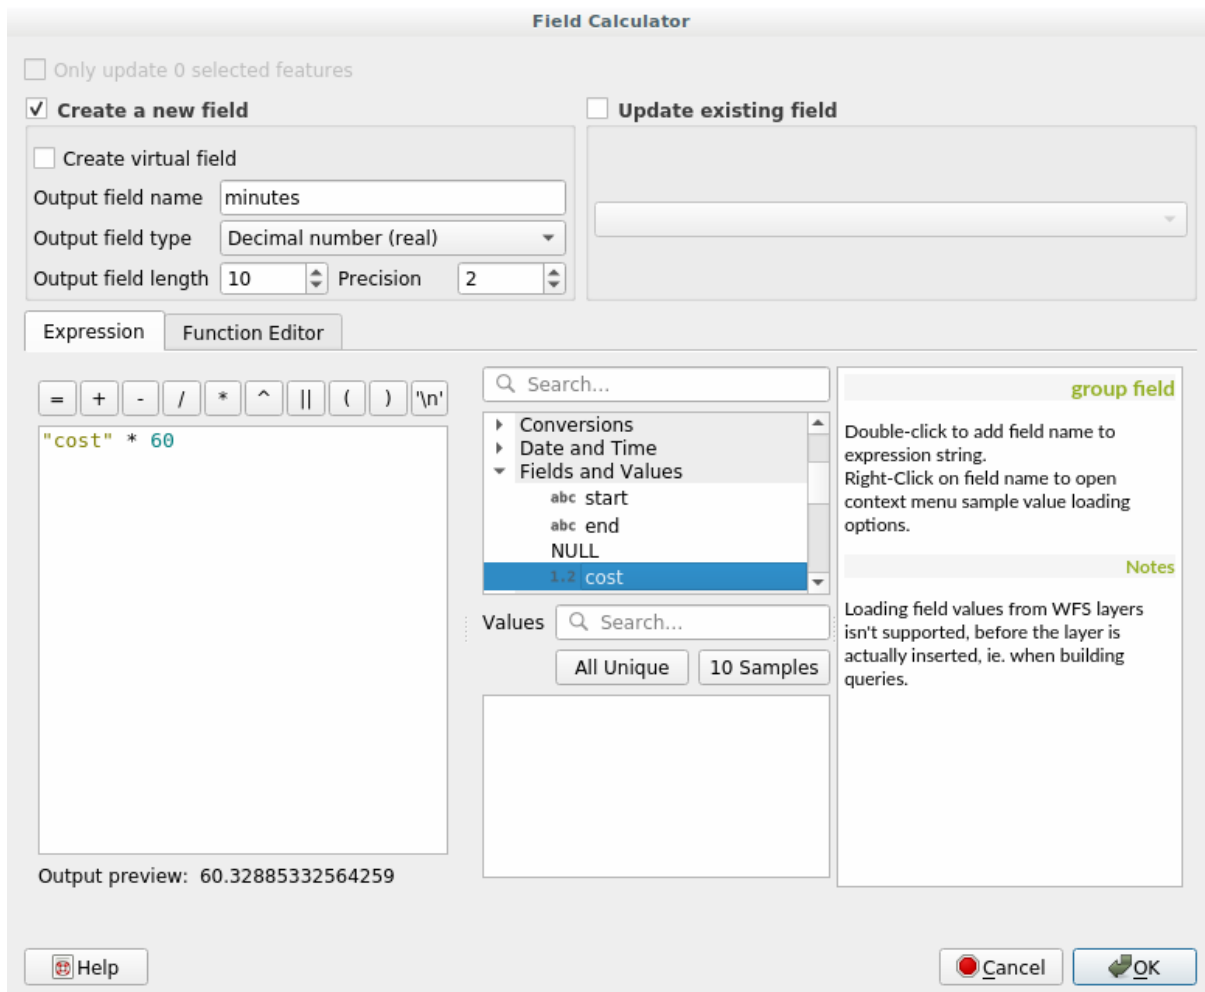 Field Calculator
Only update 0 selected features
Create a new field
Update existing field
Create virtual field
Output field name minutes
Output field type Decimal number (real)
Output field length 10 Precision 2
Expression Function Editor
= + - / * ^ || ( ) '\n'
"cost" * 60
Output preview: 60.32885332564259
Search...
Conversions
Date and Time
Fields and Values
abc start
abc end
NULL
1.2 cost
Values Search...
All Unique 10 Samples
group field
Double-click to add field name to
expression string.
Right-Click on field name to open
context menu sample value loading
options.
Notes
Loading field values from WFS layers
isn't supported, before the layer is
actually inserted, ie. when building
queries.
Help
Cancel
OK